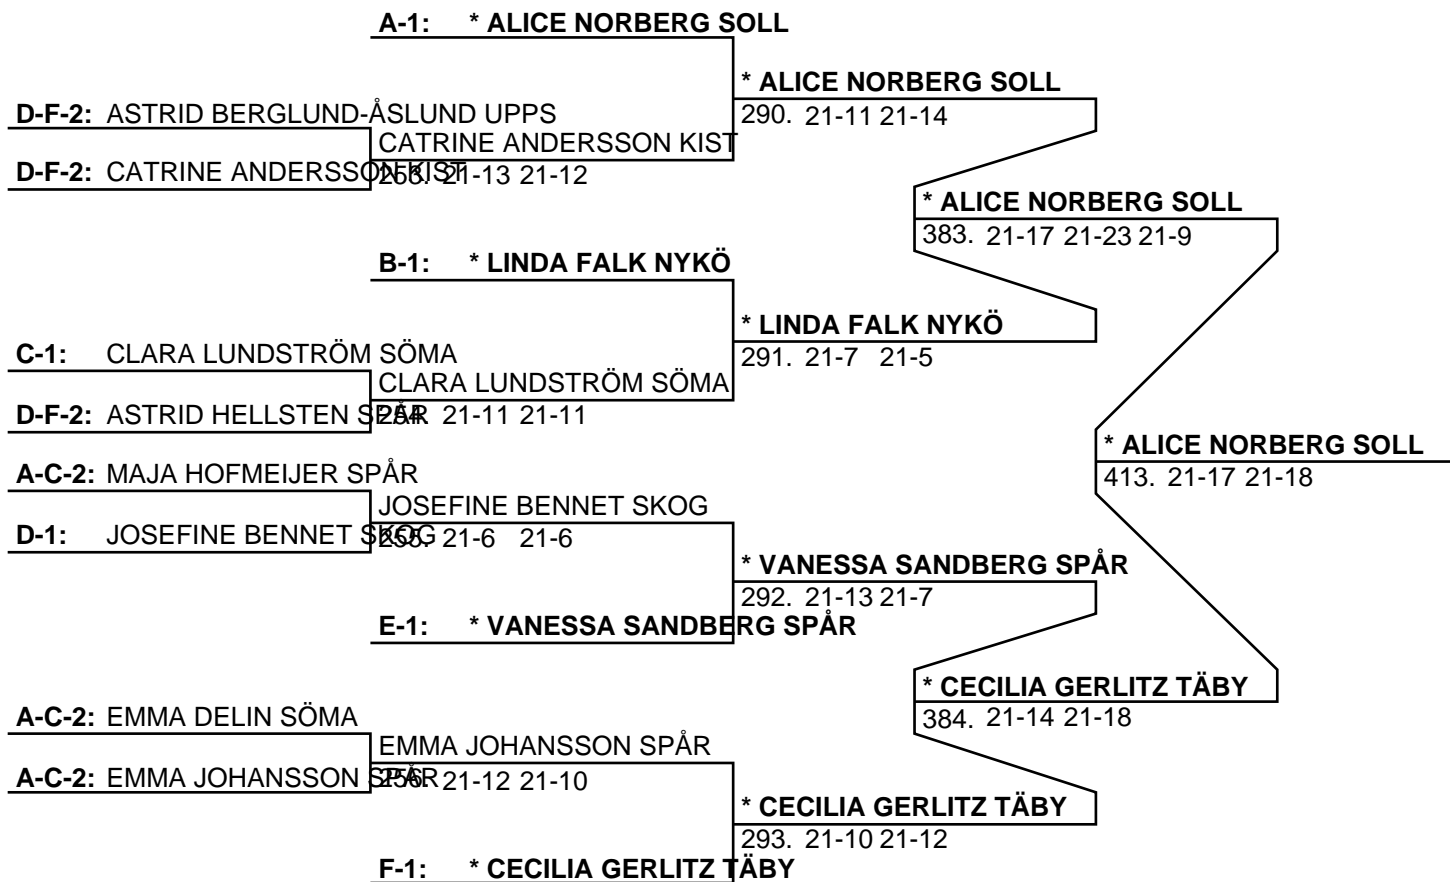 A-1: * ALICE NORBERG SOLL
* ALICE NORBERG SOLL
D-F-2: ASTRID BERGLUND-ÅSLUND UPPS
290. 21-11 21-14
CATRINE ANDERSSON KIST
D-F-2: CATRINE ANDERSSON KIST
253. 21-13 21-12
* ALICE NORBERG SOLL
383. 21-17 21-23 21-9
B-1: * LINDA FALK NYKÖ
* LINDA FALK NYKÖ
C-1: CLARA LUNDSTRÖM SÖMA
291. 21-7 21-5
CLARA LUNDSTRÖM SÖMA
D-F-2: ASTRID HELLSTEN SPÅR
254. 21-11 21-11
* ALICE NORBERG SOLL
A-C-2: MAJA HOFMEIJER SPÅR
413. 21-17 21-18
JOSEFINE BENNET SKOG
D-1: JOSEFINE BENNET SKOG
255. 21-6 21-6
* VANESSA SANDBERG SPÅR
292. 21-13 21-7
E-1: * VANESSA SANDBERG SPÅR
* CECILIA GERLITZ TÄBY
A-C-2: EMMA DELIN SÖMA
384. 21-14 21-18
EMMA JOHANSSON SPÅR
A-C-2: EMMA JOHANSSON SPÅR
256. 21-12 21-10
* CECILIA GERLITZ TÄBY
293. 21-10 21-12
F-1: * CECILIA GERLITZ TÄBY